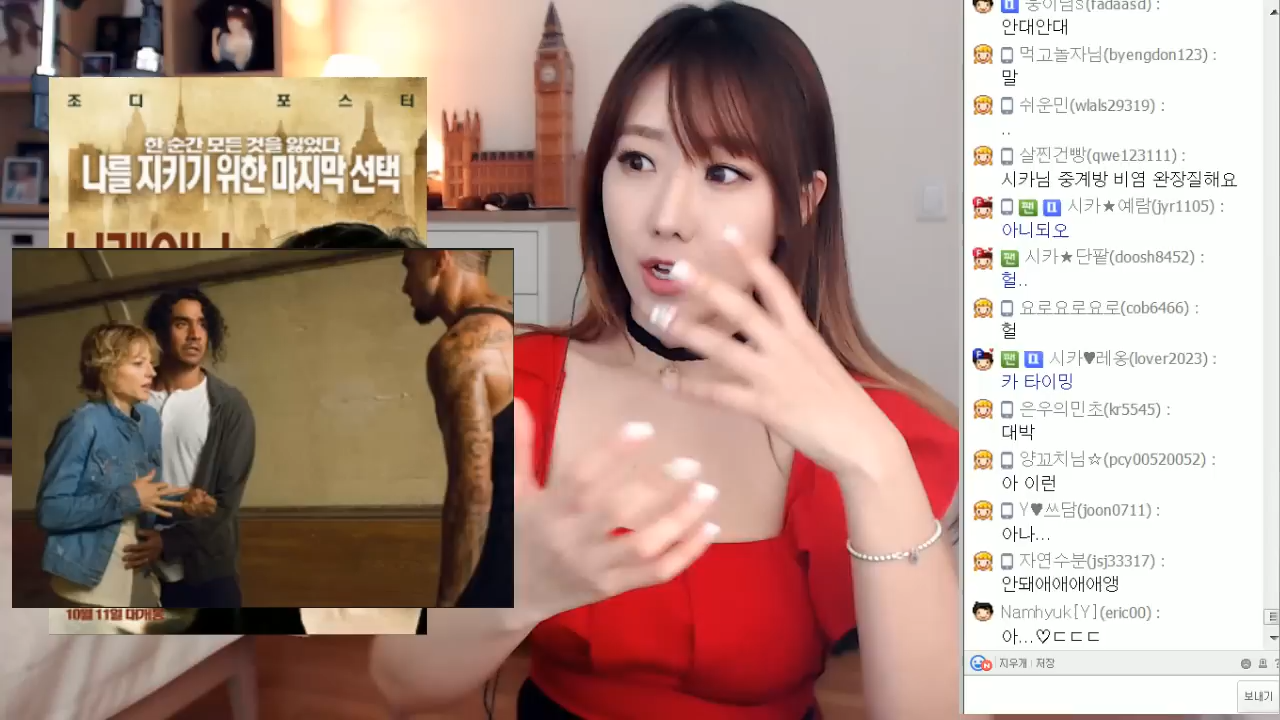 조 디 포 스 터
한 순간 모든 것을 잃었다
나를 지키기 위한 마지막 선택
10월 11일 대개봉
안대안대
먹고놀자님(byengdon123) :
말
쉬운민(wlals29319) :
..
살찐건빵(qwe123111) :
시카님 중계방 비염 완장질해요
팬 시카★예람(jyr1105) :
아니되오
팬 시카★단팥(doosh8452) :
헐..
요로요로요로(cob6466) :
헐
팬 시카♥레옹(lover2023) :
카 타이밍
은우의민초(kr5545) :
대박
양꼬치님☆(pcy00520052) :
아 이런
Y♥쓰담(joon0711) :
아나...
자연수분(jsj33317) :
안돼애애애애앵
Namhyuk[Y](eric00) :
아...♡ㄷㄷㄷ
지우개 저장
보내기